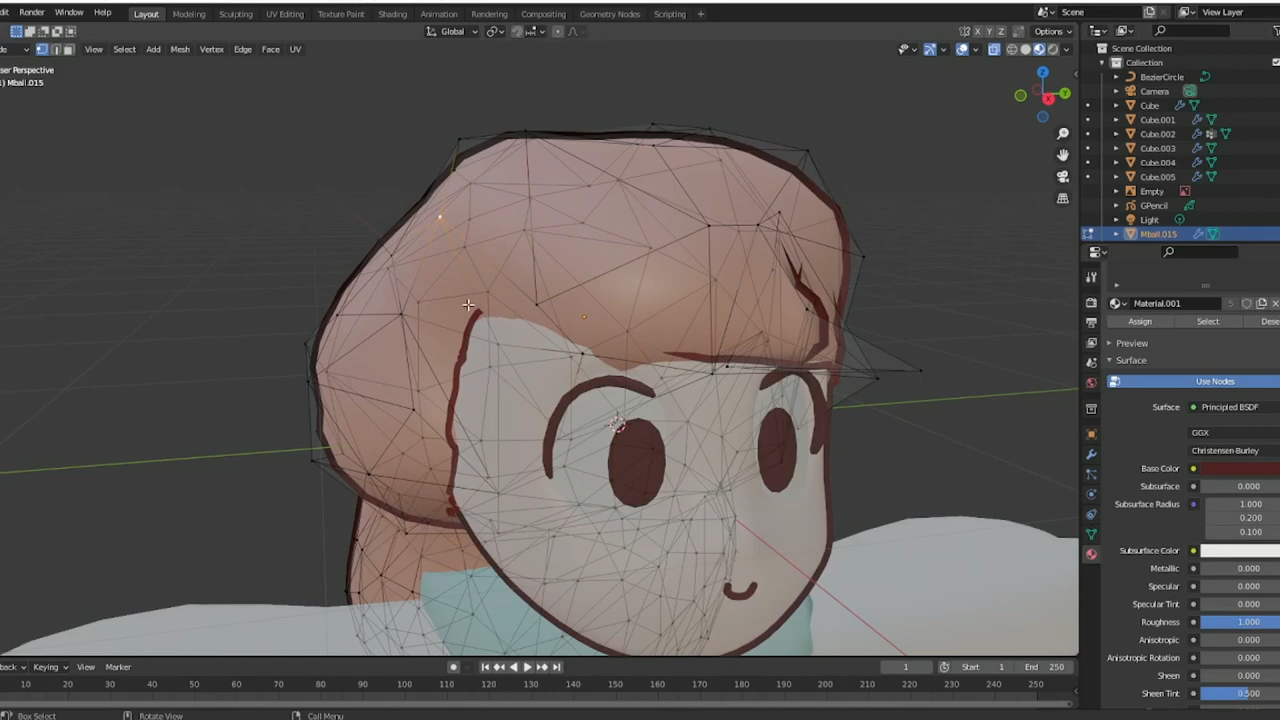 dit Render Window Help Layout Modeling Sculpting UV Editing Texture Paint Shading Animation Rendering Compositing Geometry Nodes Scripting + Scene View Layer
Global X Y Z Options
de View Select Add Mesh Vertex Edge Face UV
ser Perspective
) Mball.015
Z
Y
X
Scene Collection
Collection
BezierCircle
Camera
Cube
Cube.001
Cube.002
Cube.003
Cube.004
Cube.005
Empty
GPencil
Light
Mball.015
Material.001 5
Assign Select Dese
Preview
Surface
Use Nodes
Surface Principled BSDF
GGX
Christensen-Burley
Base Color
Subsurface 0.000
Subsurface Radius 1.000
0.200
0.100
Subsurface Color
Metallic 0.000
Specular 0.000
Specular Tint 0.000
Roughness 1.000
Anisotropic 0.000
Anisotropic Rotation 0.000
Sheen 0.000
Sheen Tint 0.500
back Keying View Marker 1 Start 1 End 250
10 20 30 40 50 60 70 80 90 100 110 120 130 140 150 160 170 180 190 200 210 220 230 240 250
Box Select Rotate View Call Menu